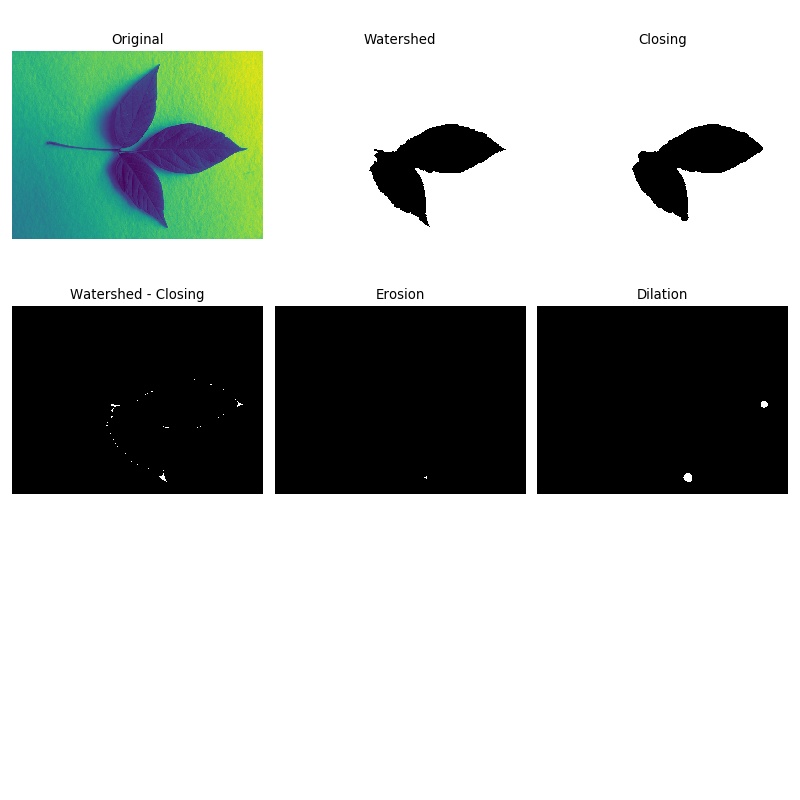 Original
Watershed
Closing
Watershed - Closing
Erosion
Dilation